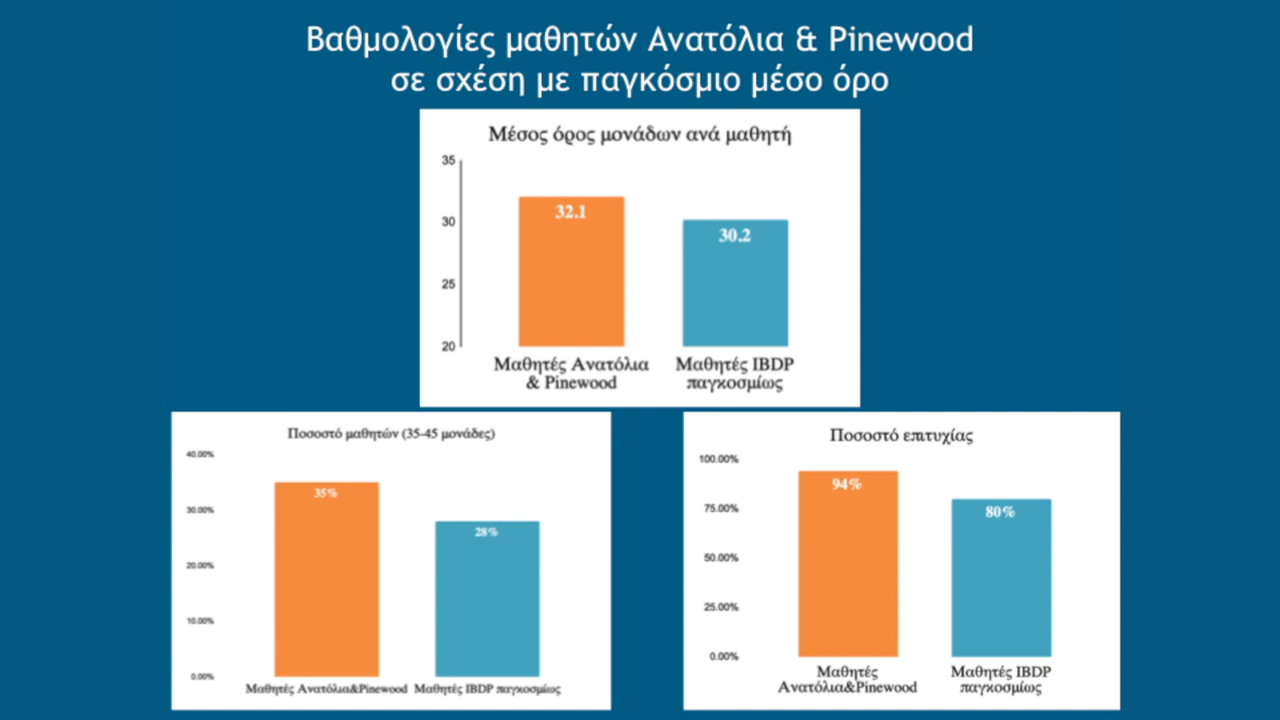 Βαθμολογίες μαθητών Ανατόλια & Pinewood
σε σχέση με παγκόσμιο μέσο όρο
Μέσος όρος μονάδων ανά μαθητή
35
30
25
20
32.1
30.2
Μαθητές Ανατόλια
& Pinewood
Μαθητές IBDP
παγκοσμίως
Ποσοστό μαθητών (35-45 μονάδες)
40.00%
30.00%
20.00%
10.00%
0.00%
35%
28%
Μαθητές Ανατόλια&Pinewood
Μαθητές IBDP παγκοσμίως
Ποσοστό επιτυχίας
100.00%
75.00%
50.00%
25.00%
0.00%
94%
80%
Μαθητές
Ανατόλια&Pinewood
Μαθητές IBDP
παγκοσμίως